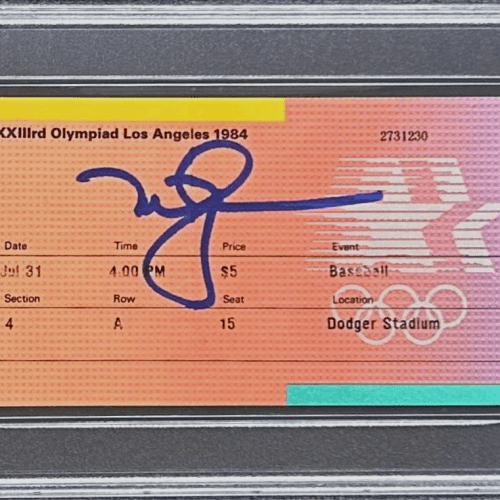 XXIIIrd Olympiad Los Angeles 1984
2731230
Date Time Price Event
Jul 31 4:00 PM $5 Baseball
Section Row Seat Location
4 A 15 Dodger Stadium